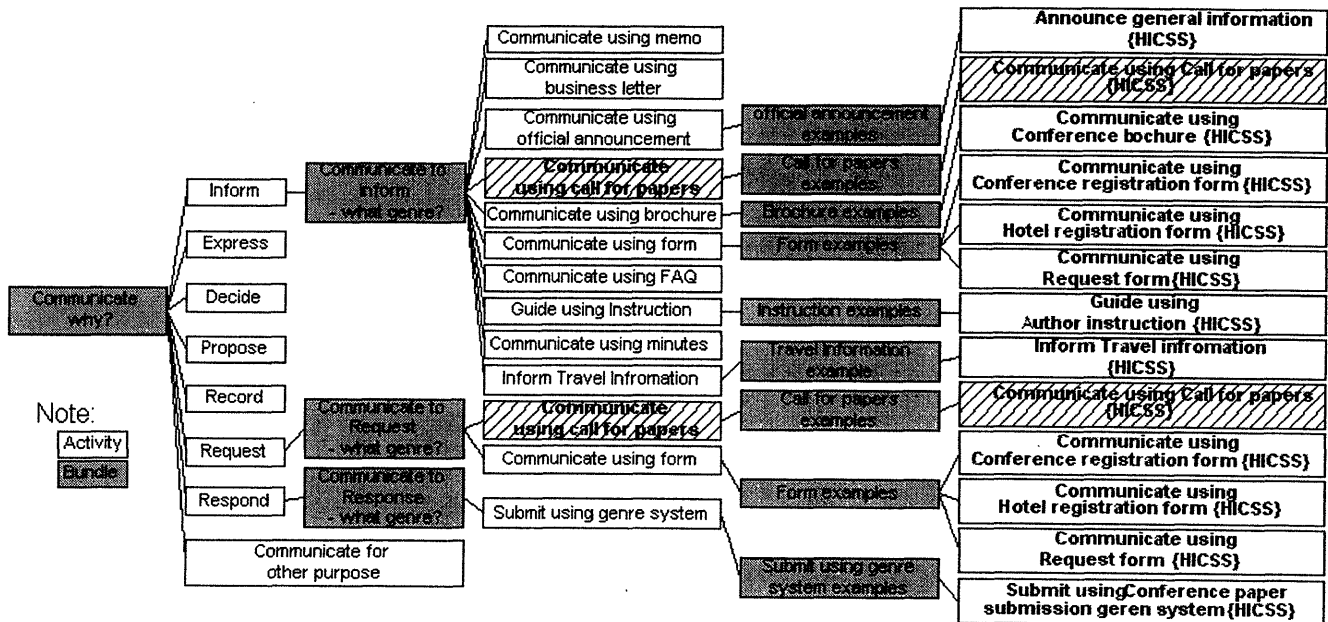 Communicate
why?
Note:
Activity
Bundle
Inform
Express
Decide
Propose
Record
Request
Respond
Communicate for
other purpose
Communicate to
Inform
- what genre?
Communicate to
Request
- what genre?
Communicate to
Response
- what genre?
Communicate using memo
Communicate using
business letter
Communicate using
official announcement
Communicate
using call for papers
Communicate using brochure
Communicate using form
Communicate using FAQ
Guide using Instruction
Communicate using minutes
Inform Travel Infromation
Communicate
using call for papers
Communicate using form
Submit using genre system
official announcement
examples
Call for papers
examples
Brochure examples
Form examples
Instruction examples
Travel Information
example
Call for papers
examples
Form examples
Submit using genre
system examples
Announce general information
{HICSS}
Communicate using Call for papers
{HICSS}
Communicate using
Conference bochure {HICSS}
Communicate using
Conference registration form {HICSS}
Communicate using
Hotel registration form {HICSS}
Communicate using
Request form {HICSS}
Guide using
Author instruction {HICSS}
Inform Travel infromation
{HICSS}
Communicate using Call for papers
{HICSS}
Communicate using
Conference registration form {HICSS}
Communicate using
Hotel registration form {HICSS}
Communicate using
Request form {HICSS}
Submit using Conference paper
submission geren system {HICSS}